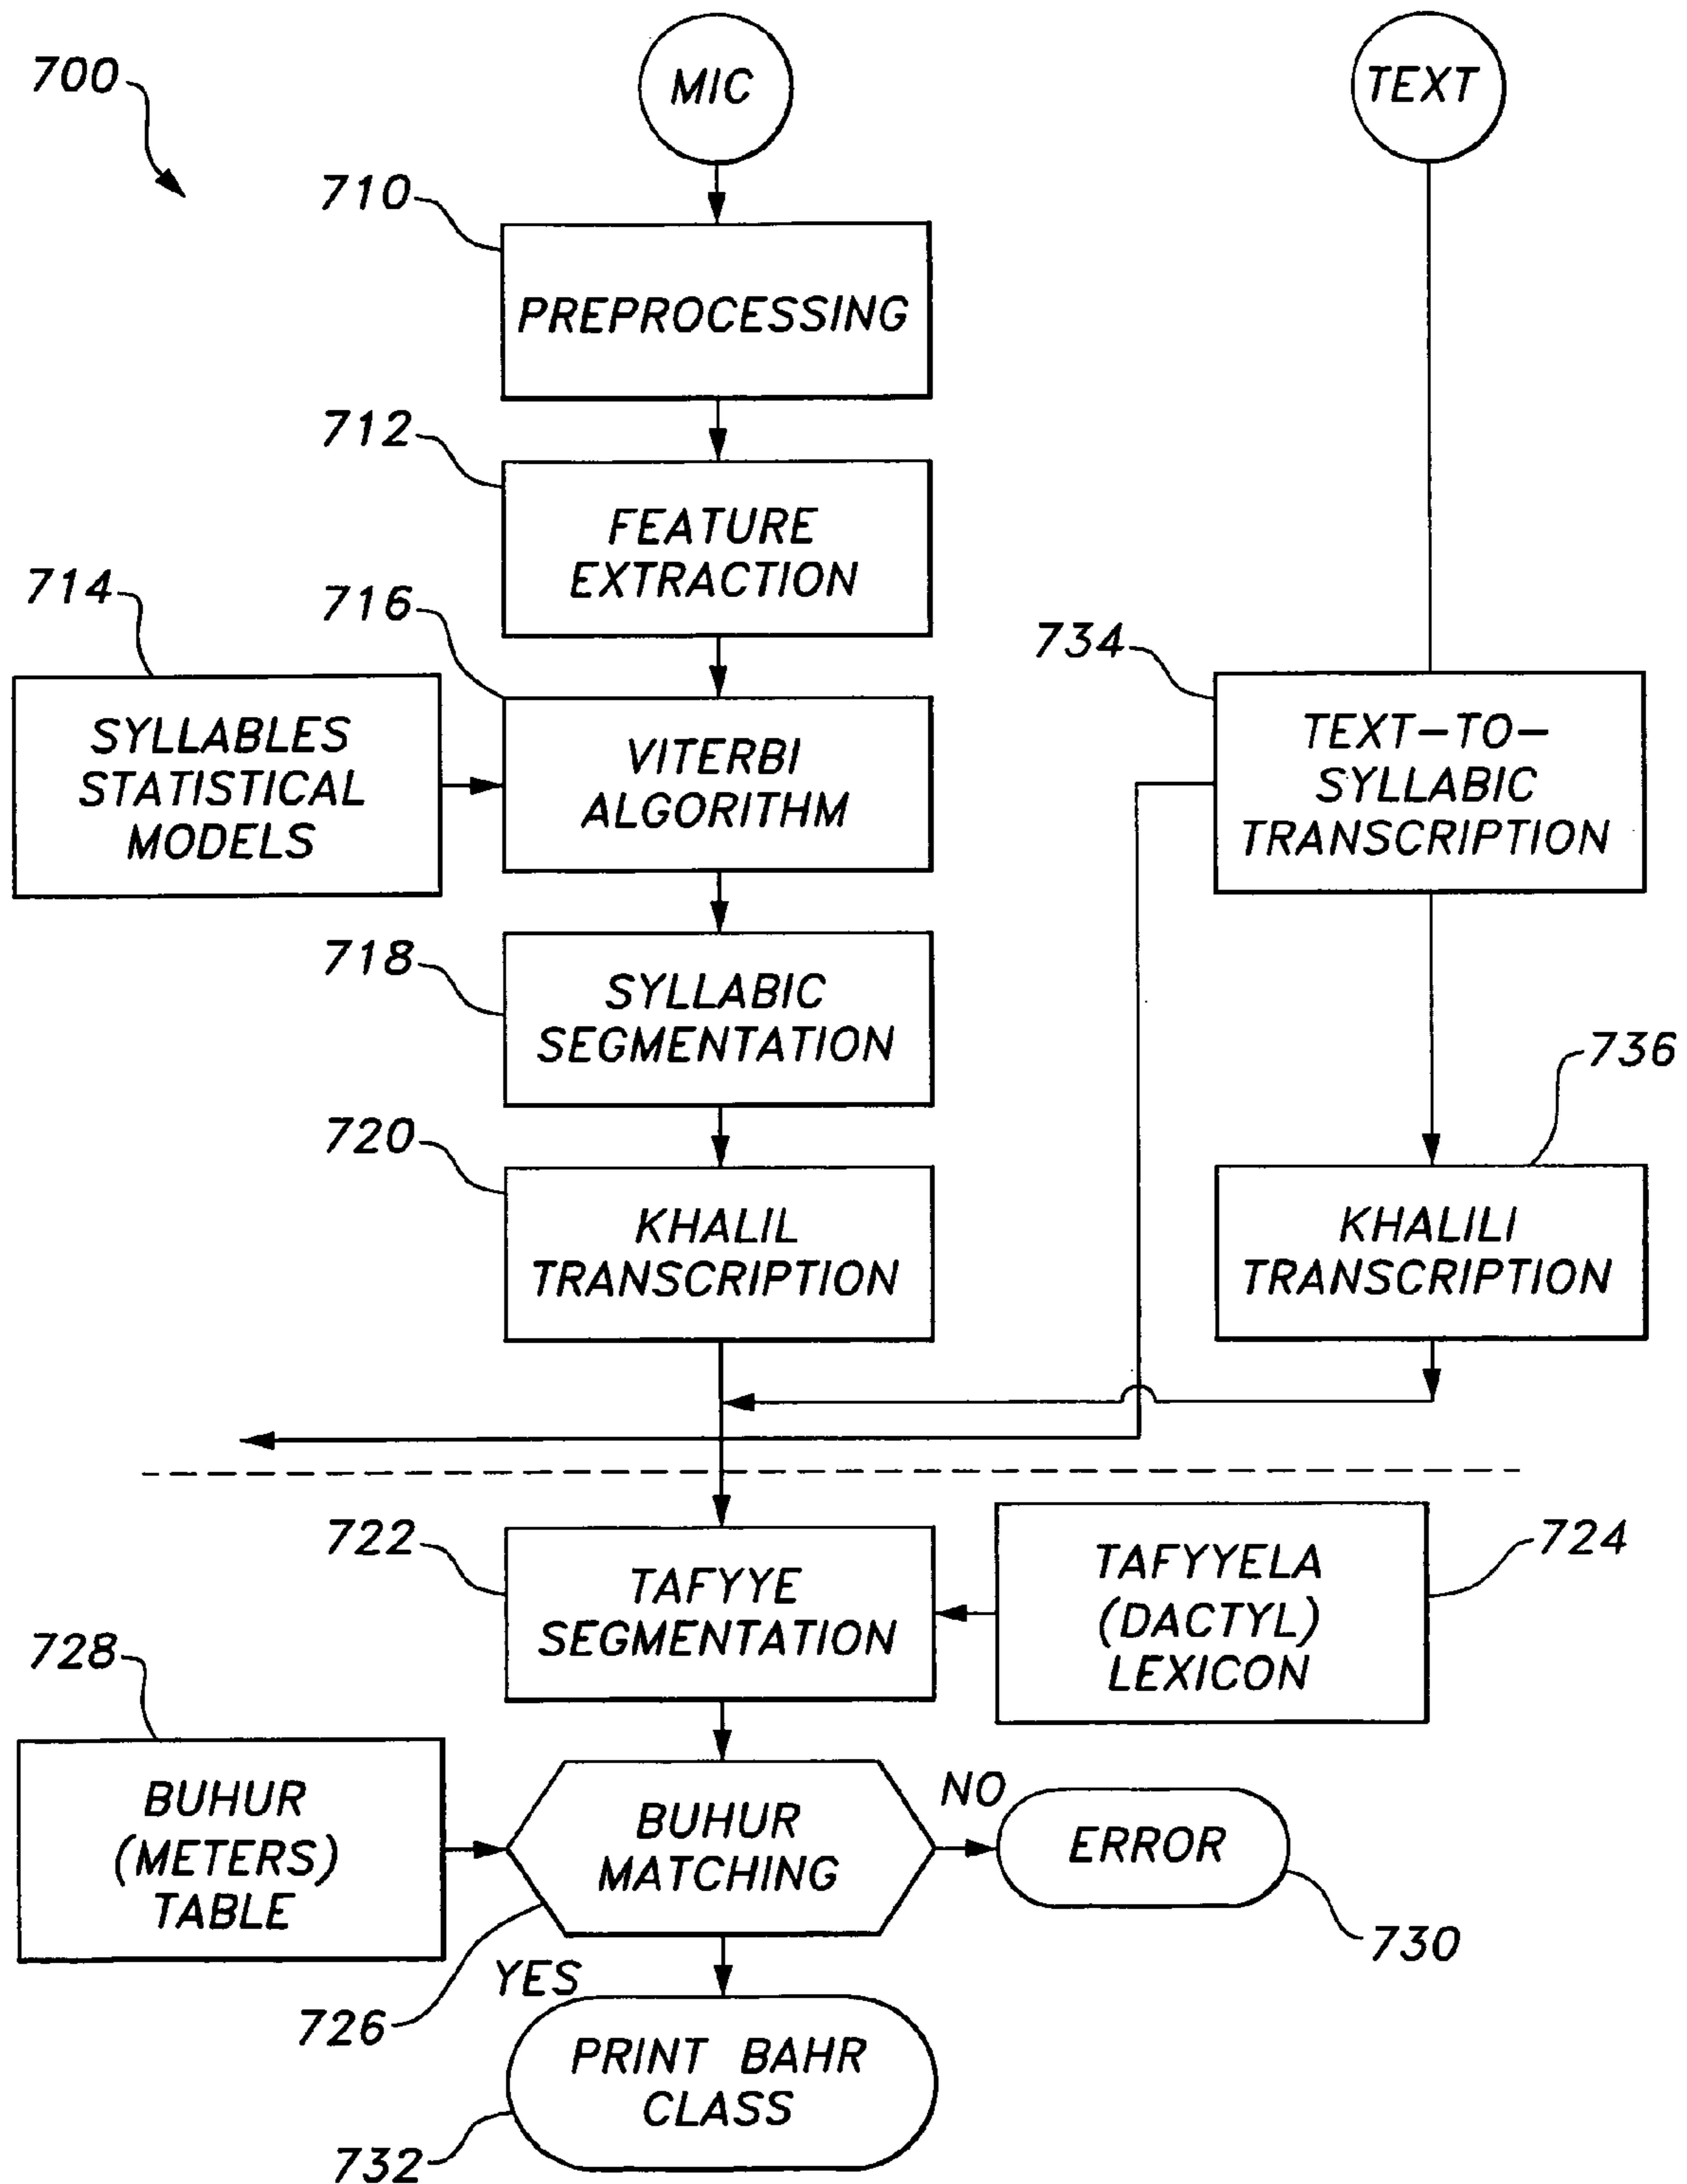 700
MIC
TEXT
710
PREPROCESSING
712
FEATURE
EXTRACTION
714
716
SYLLABLES
STATISTICAL
MODELS
VITERBI
ALGORITHM
734
TEXT-TO-
SYLLABIC
TRANSCRIPTION
718
SYLLABIC
SEGMENTATION
736
720
KHALIL
TRANSCRIPTION
KHALILI
TRANSCRIPTION
722
TAFYYE
SEGMENTATION
TAFYYELA
(DACTYL)
LEXICON
724
728
BUHUR
(METERS)
TABLE
BUHUR
MATCHING
NO
ERROR
730
YES
726
PRINT BAHR
CLASS
732